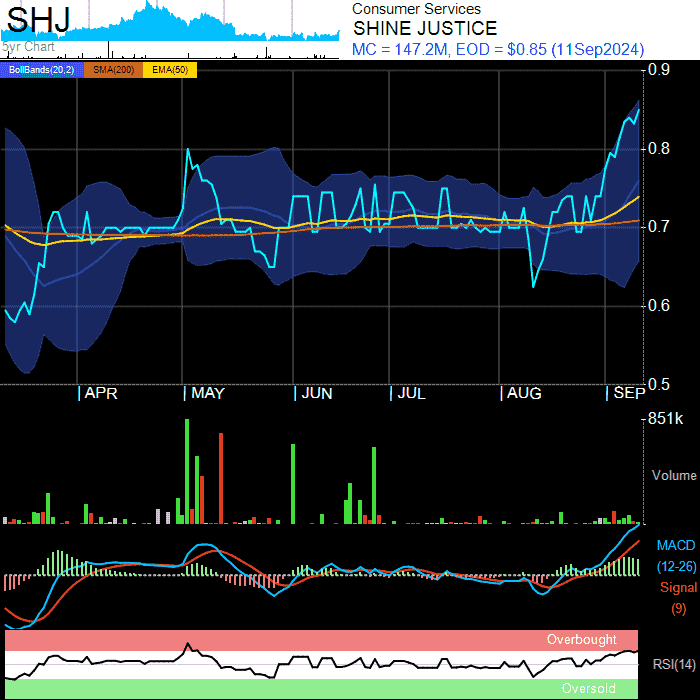 SHJ
5yr Chart
Consumer Services
SHINE JUSTICE
MC = 147.2M, EOD = $0.85 (11Sep2024)
BollBands(20,2) SMA(200) EMA(50)
0.9
0.8
0.7
0.6
0.5
APR MAY JUN JUL AUG SEP
851k
Volume
MACD
(12-26)
Signal
(9)
Overbought
RSI(14)
Oversold